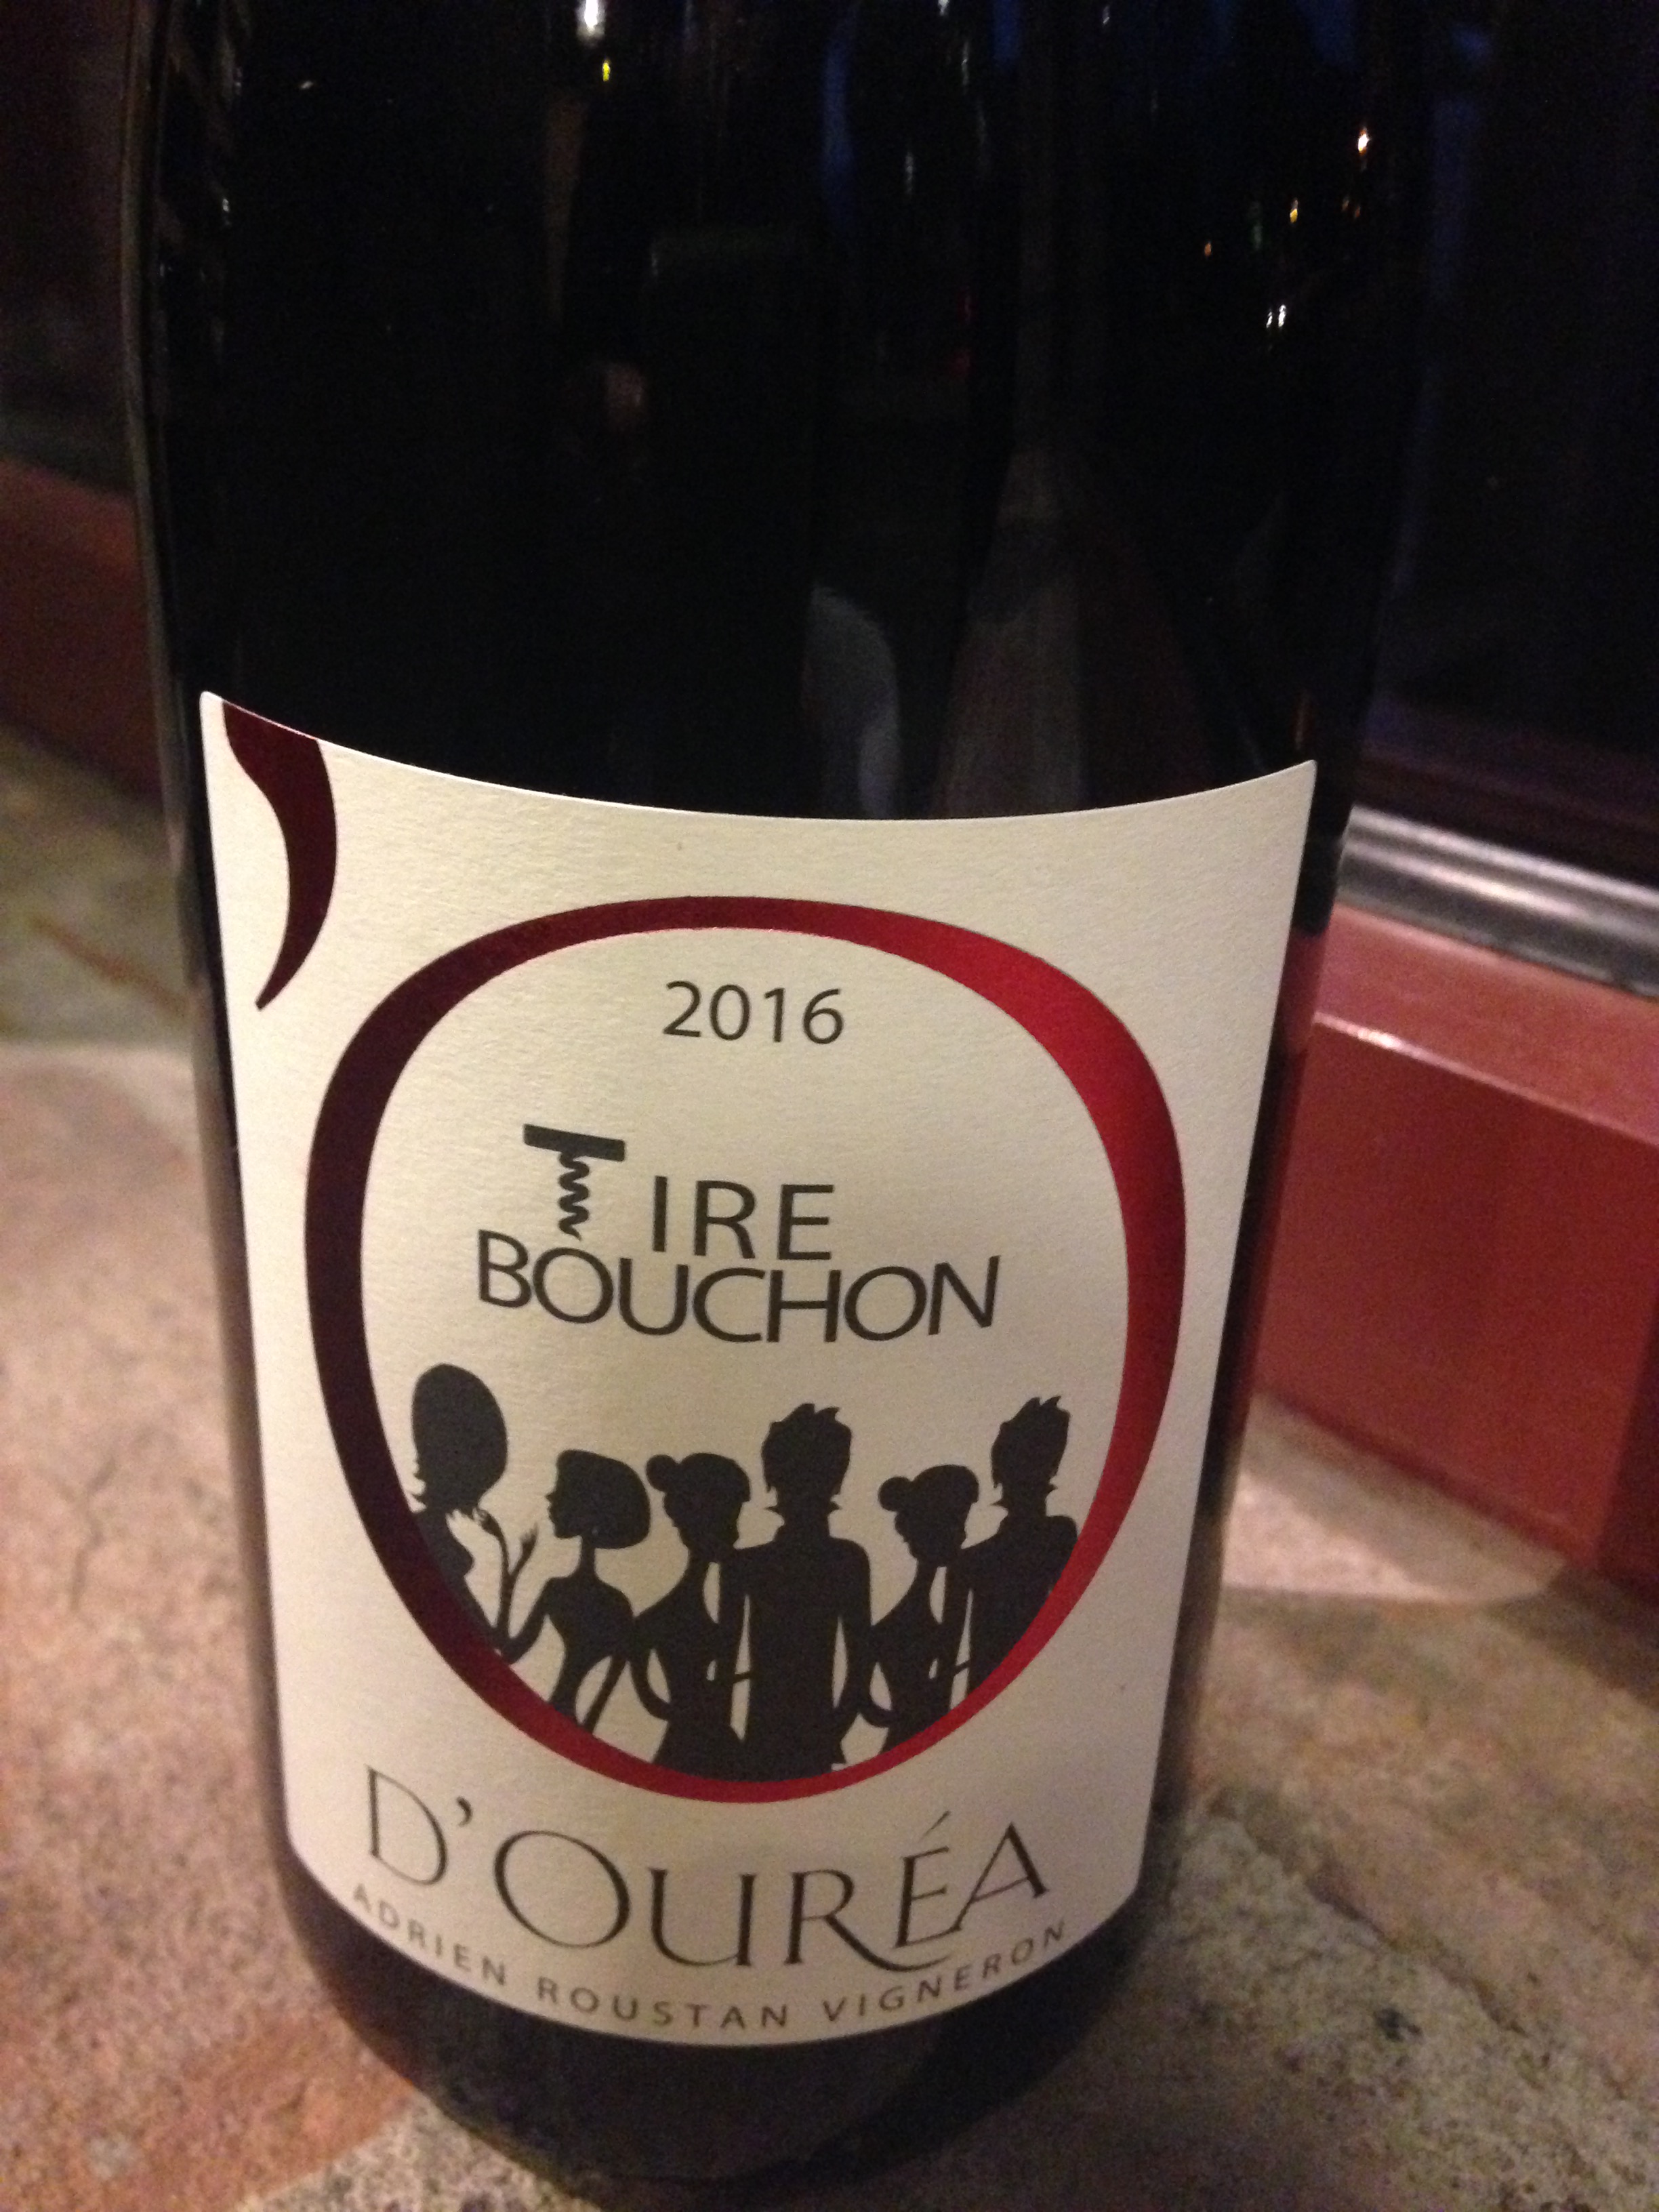 2016
TIRE
BOUCHON
D'OURÉA
ADRIEN ROUSTAN VIGNERON